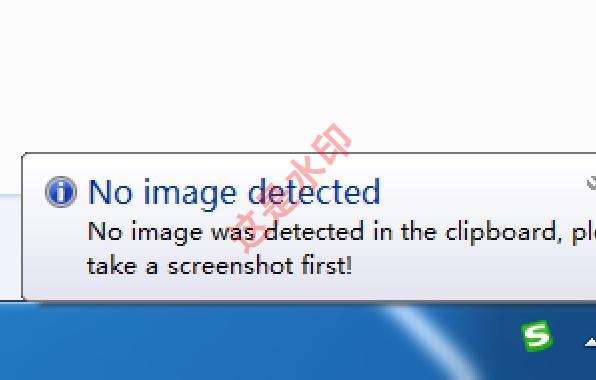 No image detected
No image was detected in the clipboard, ple
take a screenshot first!
这是水印
S